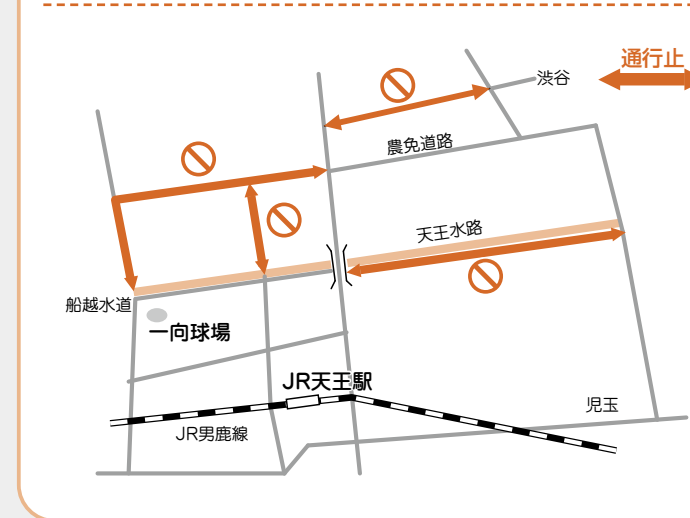 通行止
渋谷
農免道路
天王水路
船越水道
一向球場
JR天王駅
児玉
JR男鹿線